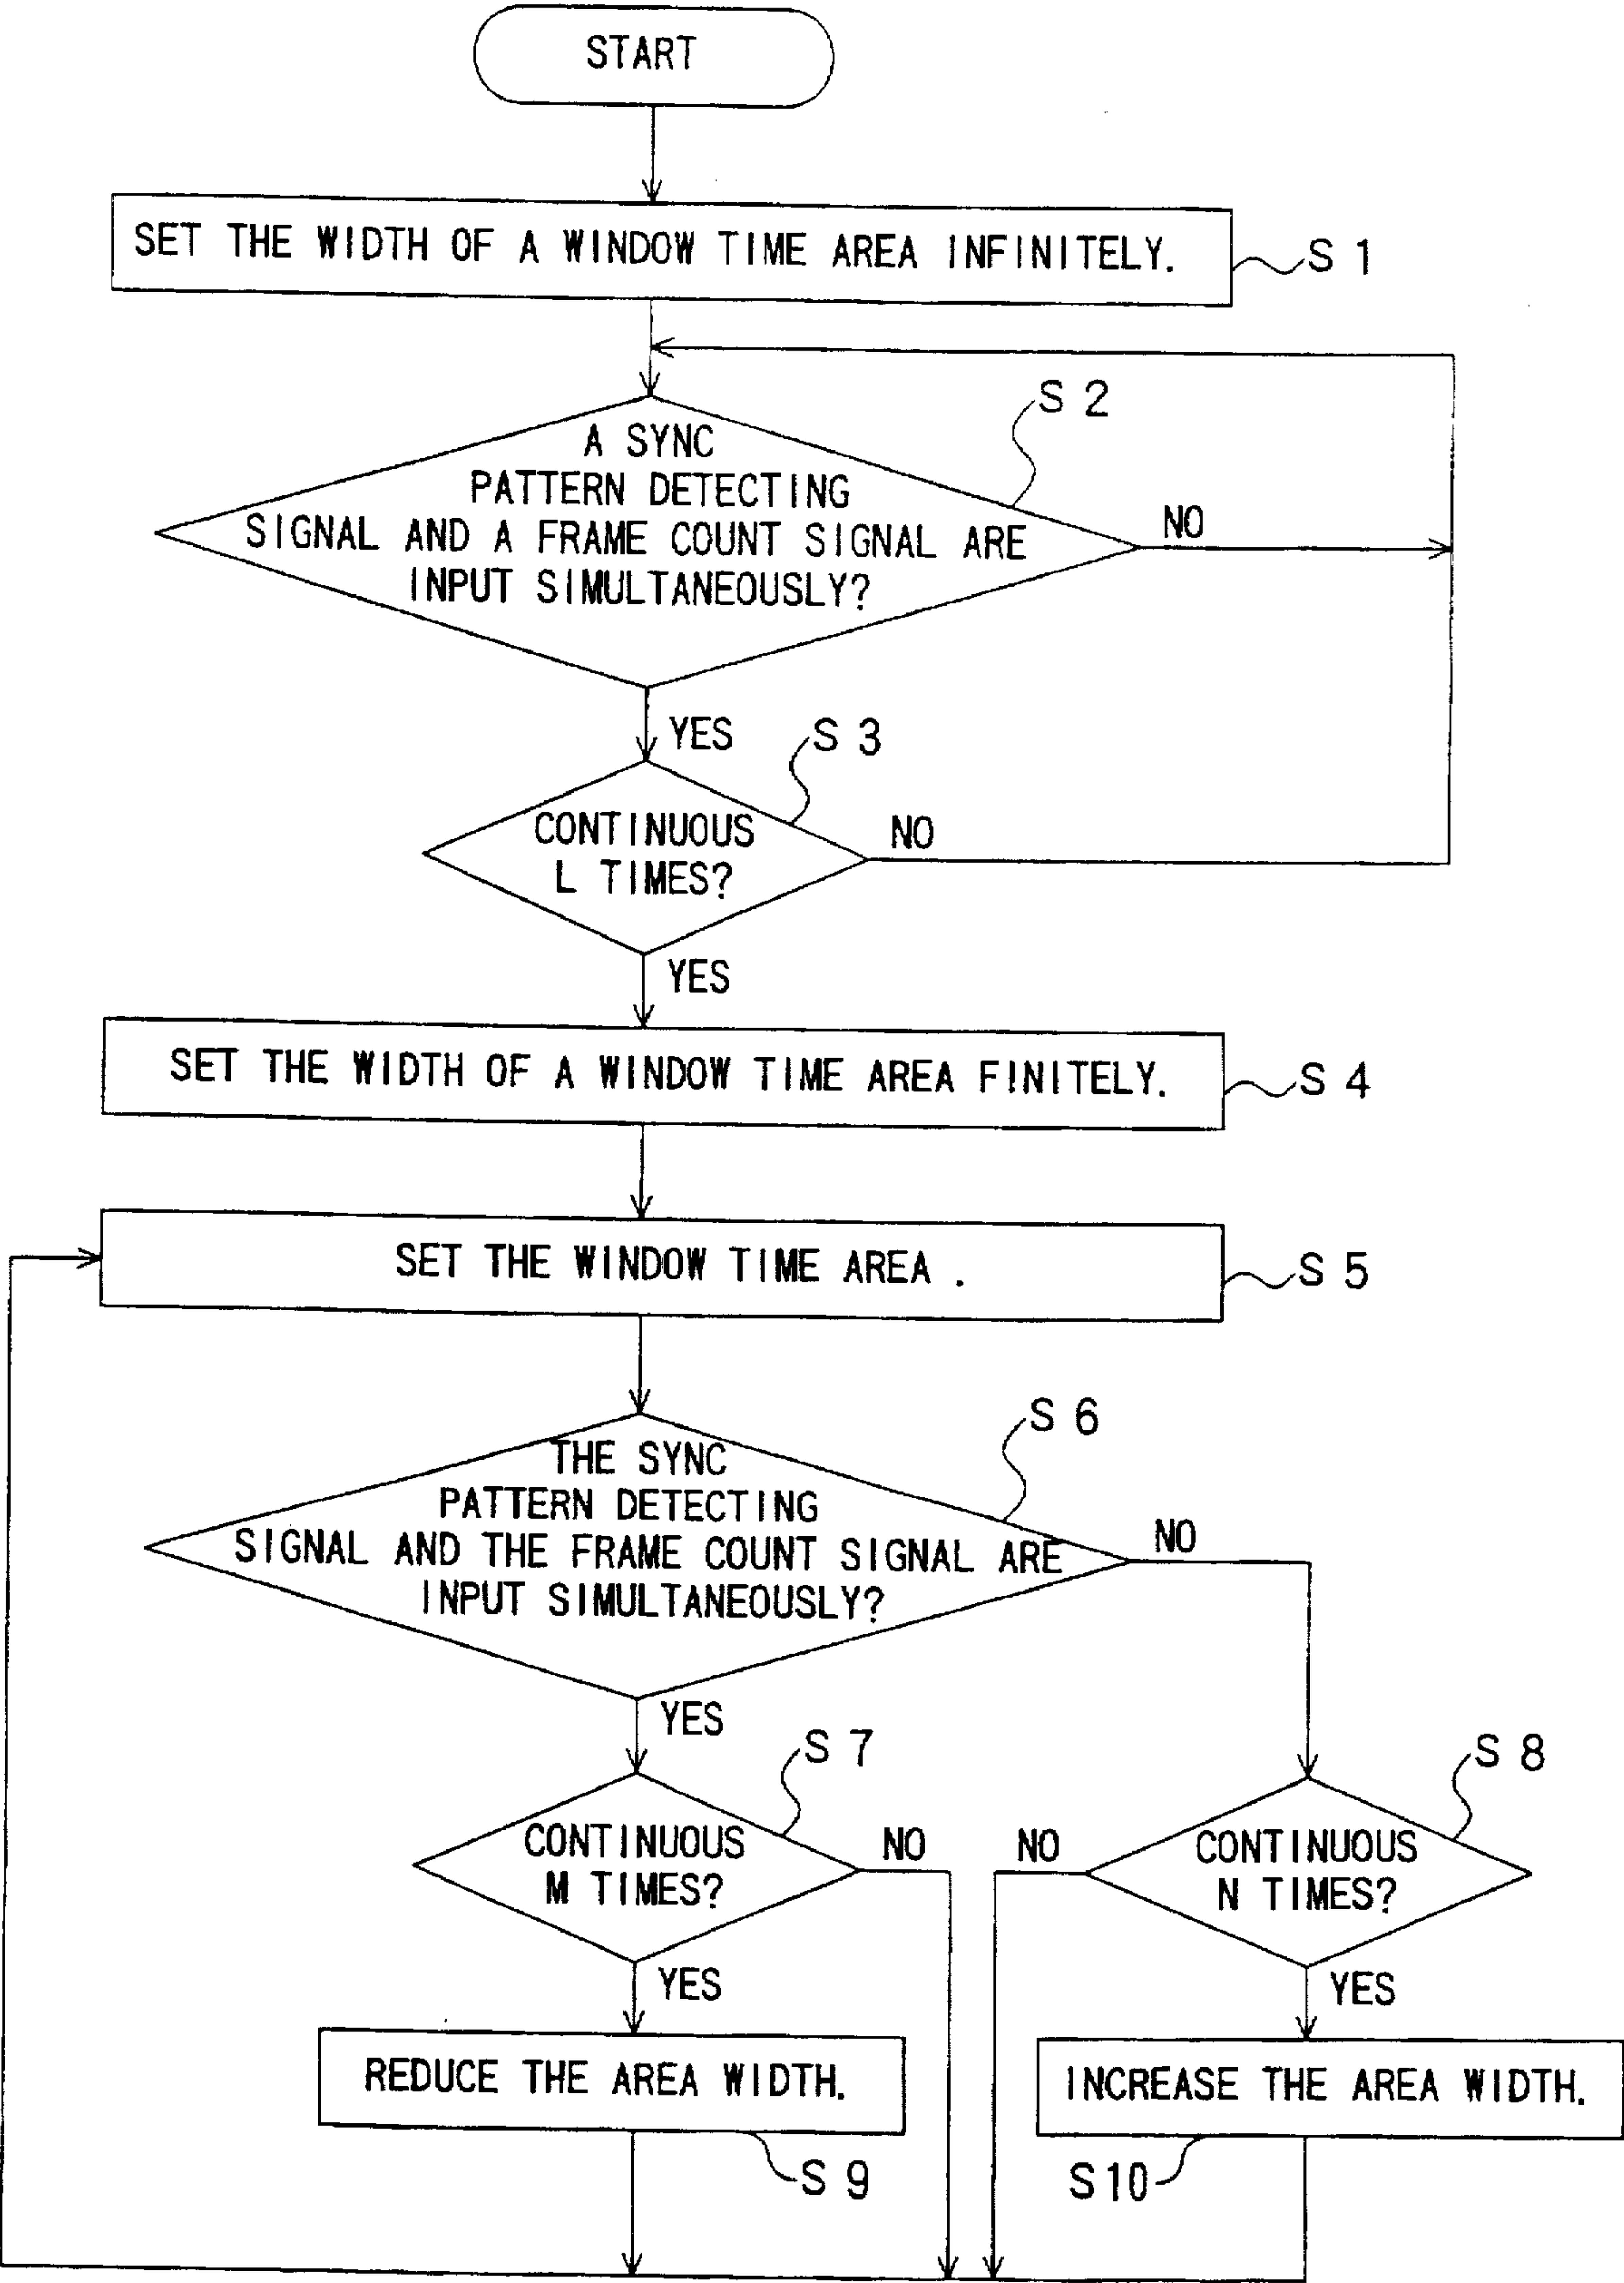 START
SET THE WIDTH OF A WINDOW TIME AREA INFINITELY.
S 1
S 2
A SYNC
PATTERN DETECTING
SIGNAL AND A FRAME COUNT SIGNAL ARE
INPUT SIMULTANEOUSLY?
NO
YES
S 3
CONTINUOUS
L TIMES?
NO
YES
SET THE WIDTH OF A WINDOW TIME AREA FINITELY.
S 4
SET THE WINDOW TIME AREA .
S 5
S 6
THE SYNC
PATTERN DETECTING
SIGNAL AND THE FRAME COUNT SIGNAL ARE
INPUT SIMULTANEOUSLY?
NO
YES
S 7
CONTINUOUS
M TIMES?
NO
S 8
NO
CONTINUOUS
N TIMES?
YES
YES
REDUCE THE AREA WIDTH.
INCREASE THE AREA WIDTH.
S 9
S10